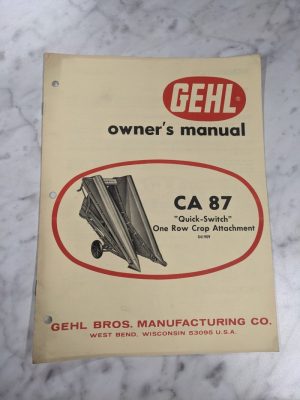 GEHL
owner's manual
CA 87
"Quick-Switch"
One Row Crop Attachment
GEHL BROS. MANUFACTURING CO.
WEST BEND, WISCONSIN 53095 U.S.A.